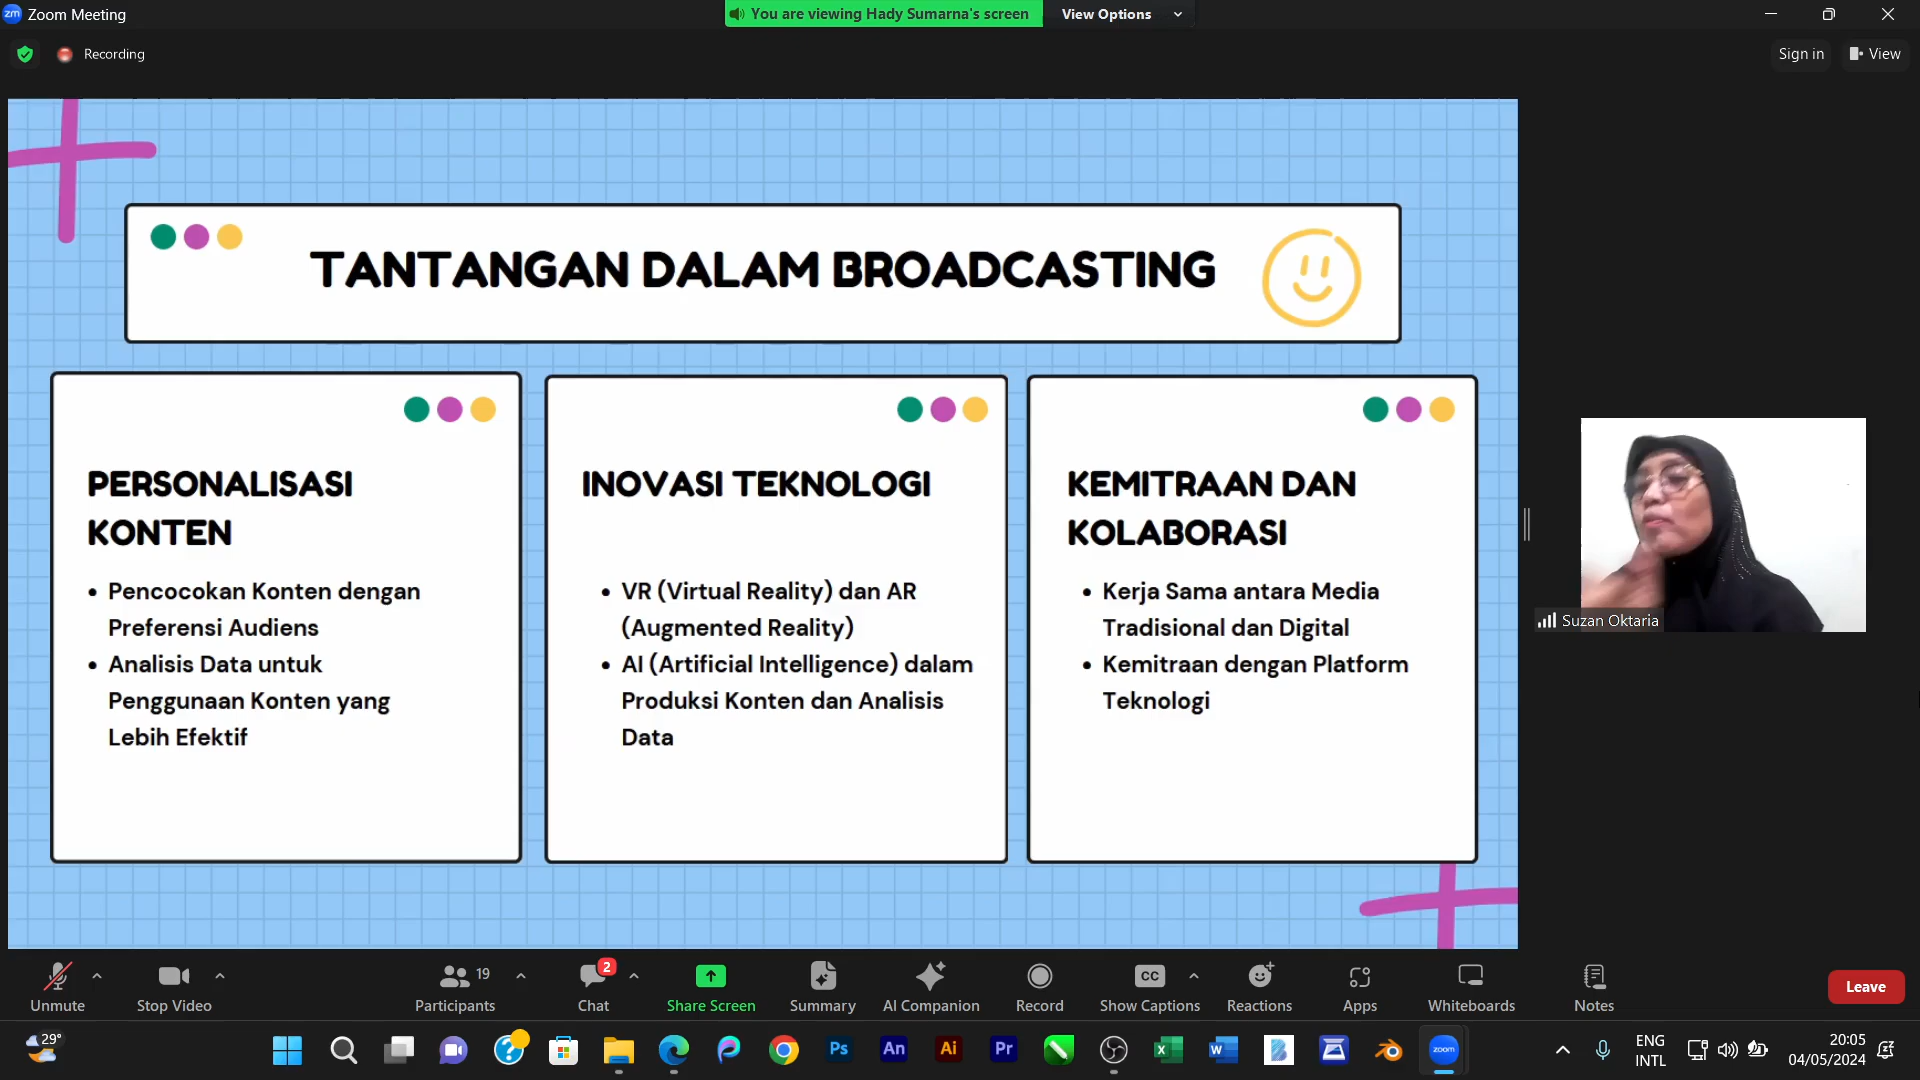 zm Zoom Meeting
You are viewing Hady Sumarna's screen
View Options
Recording
Sign in
View
TANTANGAN DALAM BROADCASTING
PERSONALISASI
KONTEN
• Pencocokan Konten dengan
Preferensi Audiens
• Analisis Data untuk
Penggunaan Konten yang
Lebih Efektif
INOVASI TEKNOLOGI
• VR (Virtual Reality) dan AR
(Augmented Reality)
• AI (Artificial Intelligence) dalam
Produksi Konten dan Analisis
Data
KEMITRAAN DAN
KOLABORASI
• Kerja Sama antara Media
Tradisional dan Digital
• Kemitraan dengan Platform
Teknologi
Suzan Oktaria
Unmute
Stop Video
19
Participants
2
Chat
Share Screen
Summary
AI Companion
Record
CC
Show Captions
Reactions
Apps
Whiteboards
Notes
Leave
29°
Ps
An
Ai
Pr
zoom
ENG
INTL
20:05
04/05/2024